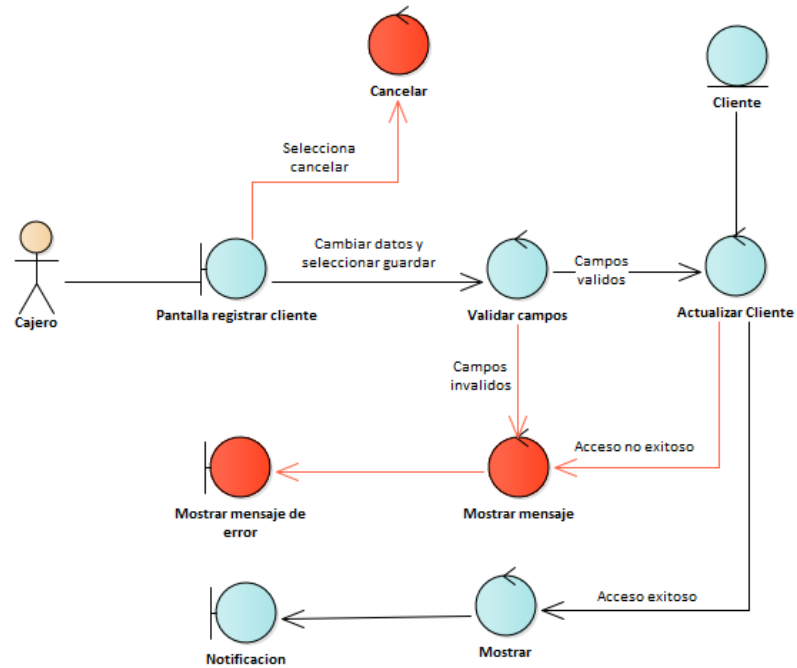 Cancelar
Cliente
Selecciona
cancelar
Cambiar datos y
seleccionar guardar
Campos
validos
Cajero
Pantalla registrar cliente
Validar campos
Actualizar Cliente
Campos
invalidos
Acceso no exitoso
Mostrar mensaje de
error
Mostrar mensaje
Acceso exitoso
Notificacion
Mostrar